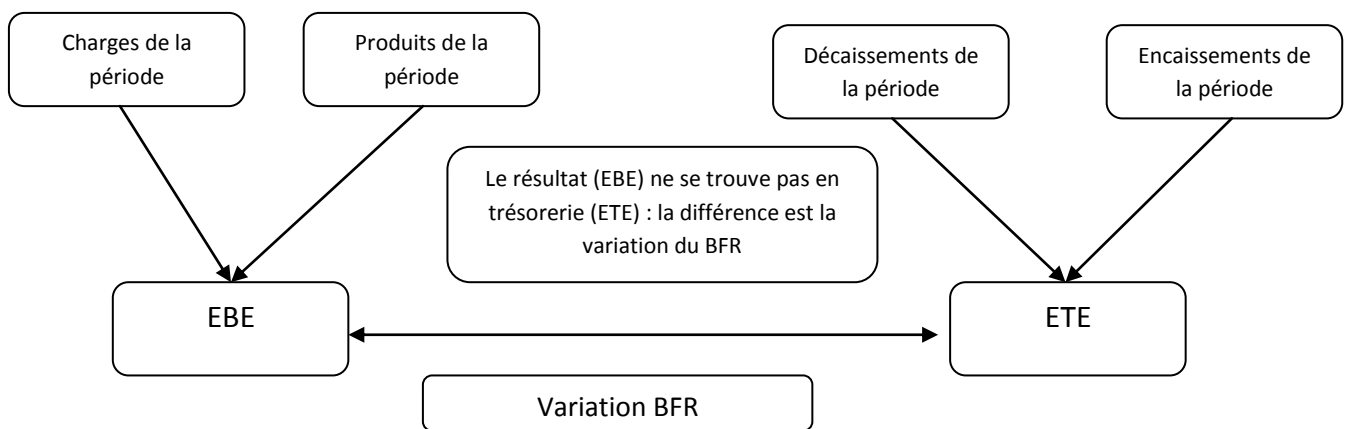 Charges de la
période
Produits de la
période
Décaissements de
la période
Encaissements de
la période
Le résultat (EBE) ne se trouve pas en
trésorerie (ETE) : la différence est la
variation du BFR
EBE
ETE
Variation BFR